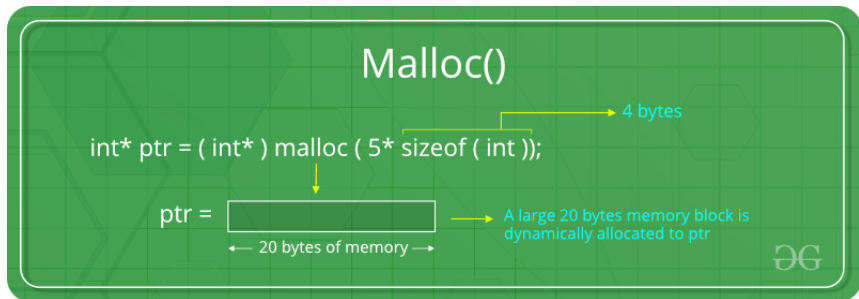 Malloc()
4 bytes
int* ptr = ( int* ) malloc ( 5* sizeof ( int ));
ptr =
A large 20 bytes memory block is
dynamically allocated to ptr
20 bytes of memory